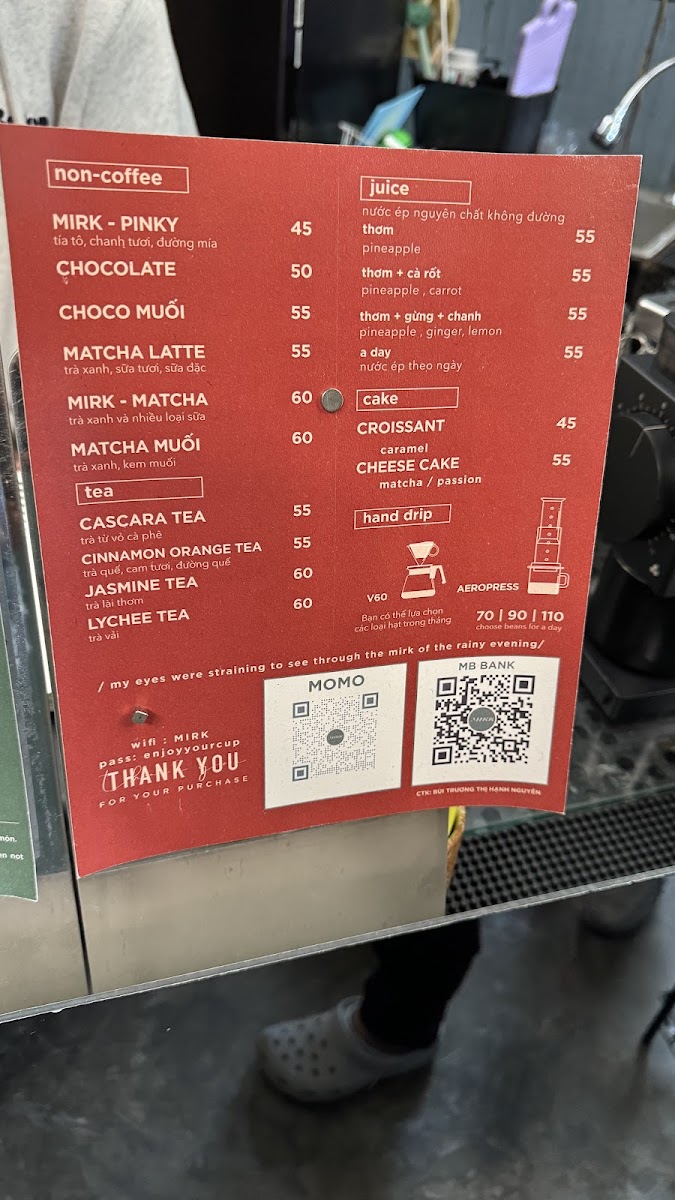 non-coffee
MIRK - PINKY 45
tía tô, chanh tươi, đường mía
CHOCOLATE 50
CHOCO MUỐI 55
MATCHA LATTE 55
trà xanh, sữa tươi, sữa đặc
MIRK - MATCHA 60
trà xanh và nhiều loại sữa
MATCHA MUỐI 60
trà xanh, kem muối
tea
CASCARA TEA 55
trà từ vỏ cà phê
CINNAMON ORANGE TEA 55
trà quế, cam tươi, đường quế
JASMINE TEA 60
trà lài thơm
LYCHEE TEA 60
trà vải
juice
nước ép nguyên chất không đường
thơm 55
pineapple
thơm + cà rốt 55
pineapple , carrot
thơm + gừng + chanh 55
pineapple , ginger, lemon
a day 55
nước ép theo ngày
cake
CROISSANT 45
caramel
CHEESE CAKE 55
matcha / passion
hand drip
V60
AEROPRESS
Bạn có thể lựa chọn
các loại hạt trong tháng
70 | 90 | 110
choose beans for a day
/ my eyes were straining to see through the mirk of the rainy evening/
wifi : MIRK
pass: enjoyyourcup
THANK YOU
FOR YOUR PURCHASE
MOMO
MB BANK
MIRK
CTK: BÙI TRƯƠNG THỊ HẠNH NGUYÊN
món.
en not